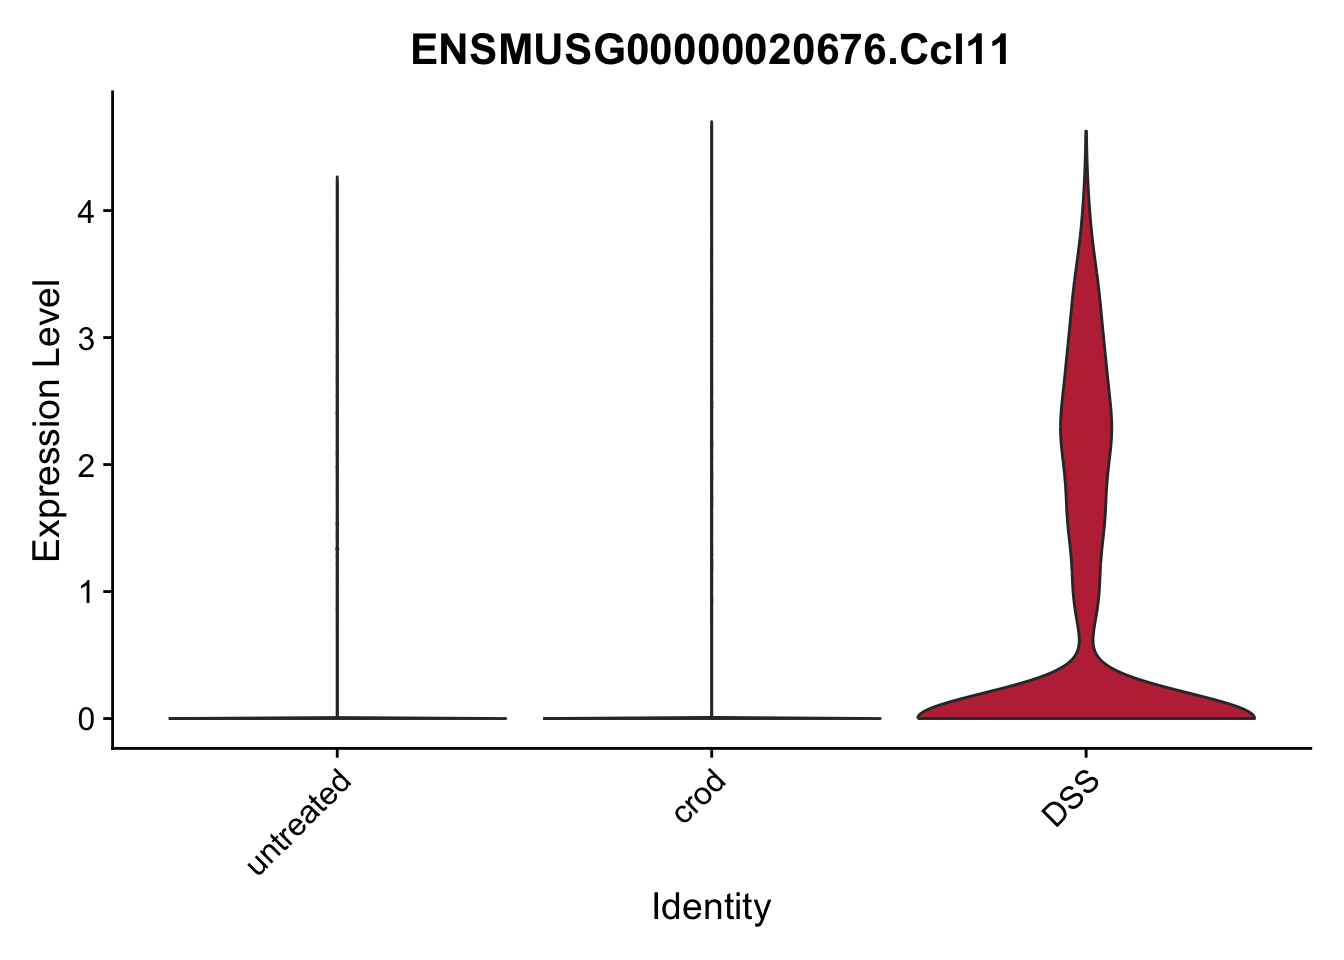 ENSMUSG00000020676.Ccl11
Expression Level
4
3
2
1
0
untreated
crod
DSS
Identity